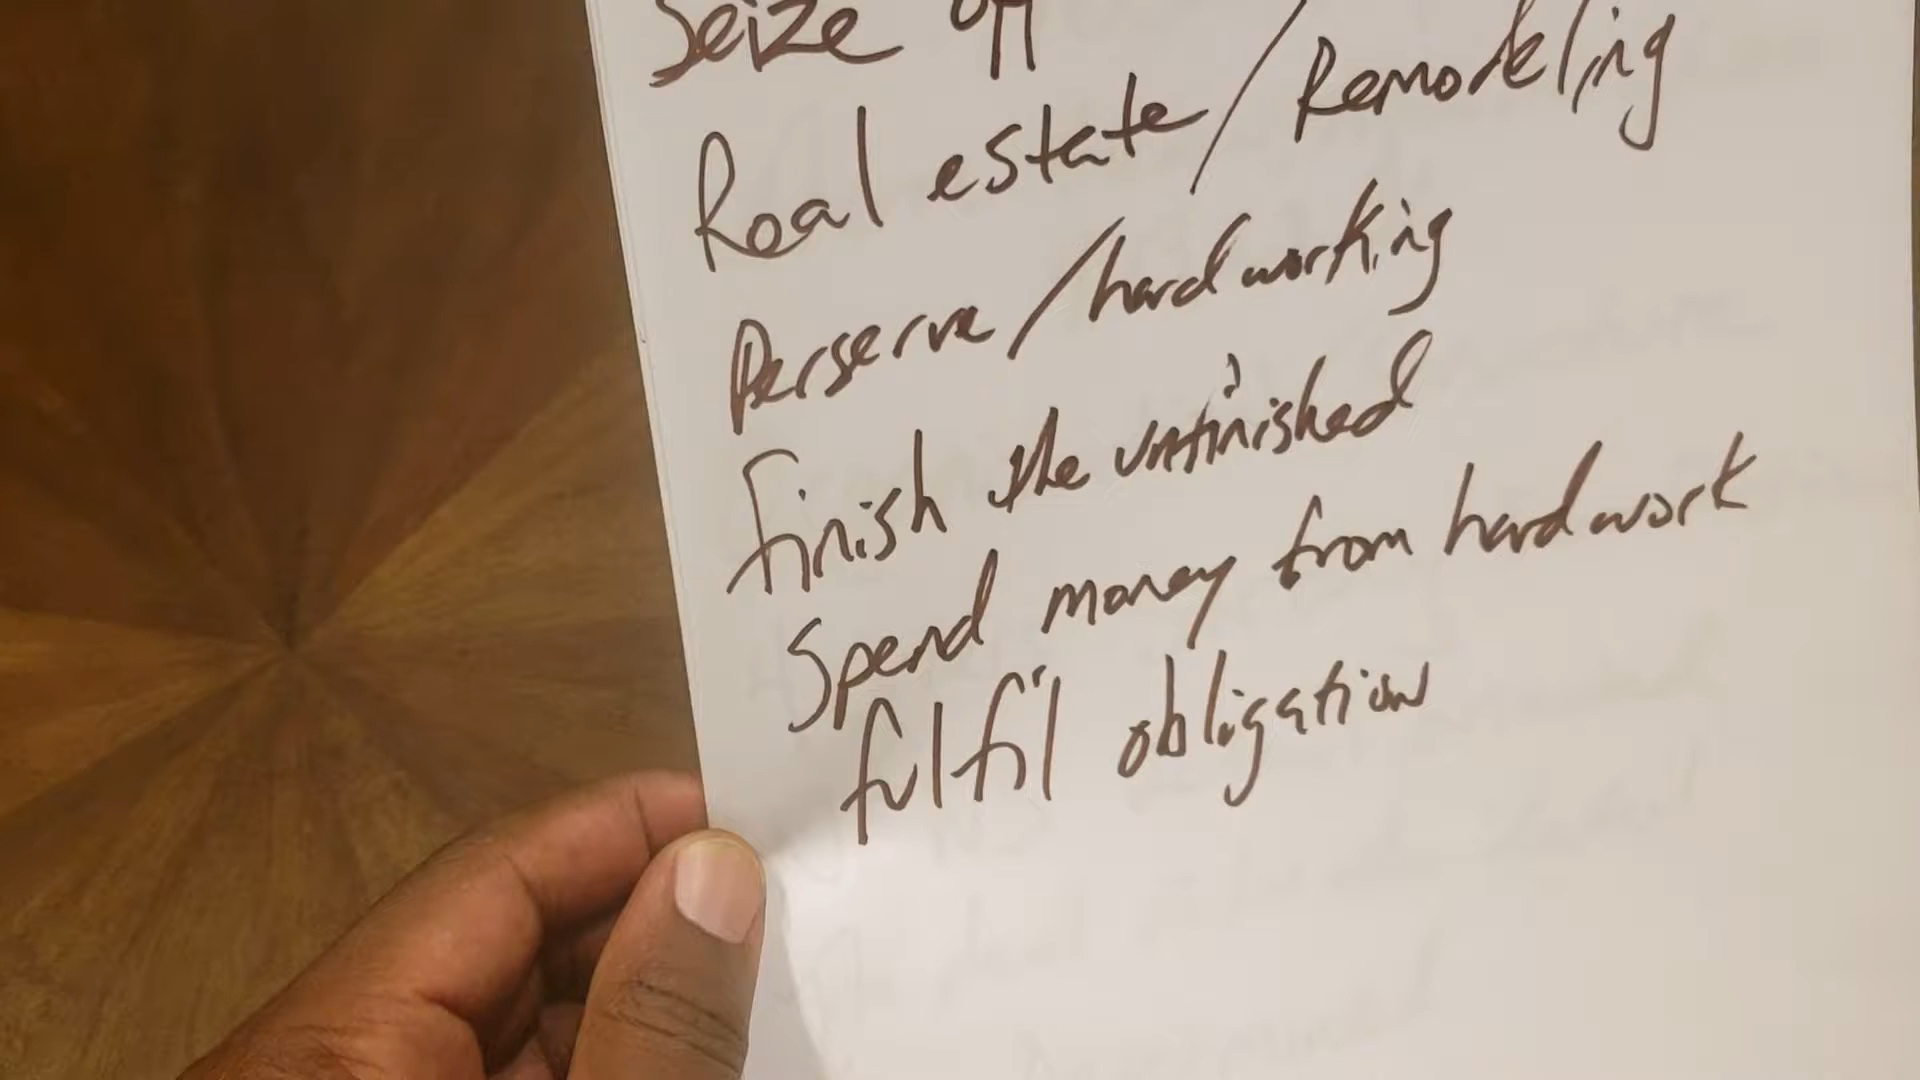 Seize
Real estate / Remodeling
Perserve / hardworking
Finish the unfinished
Spend money from hardwork
fulfil obligation